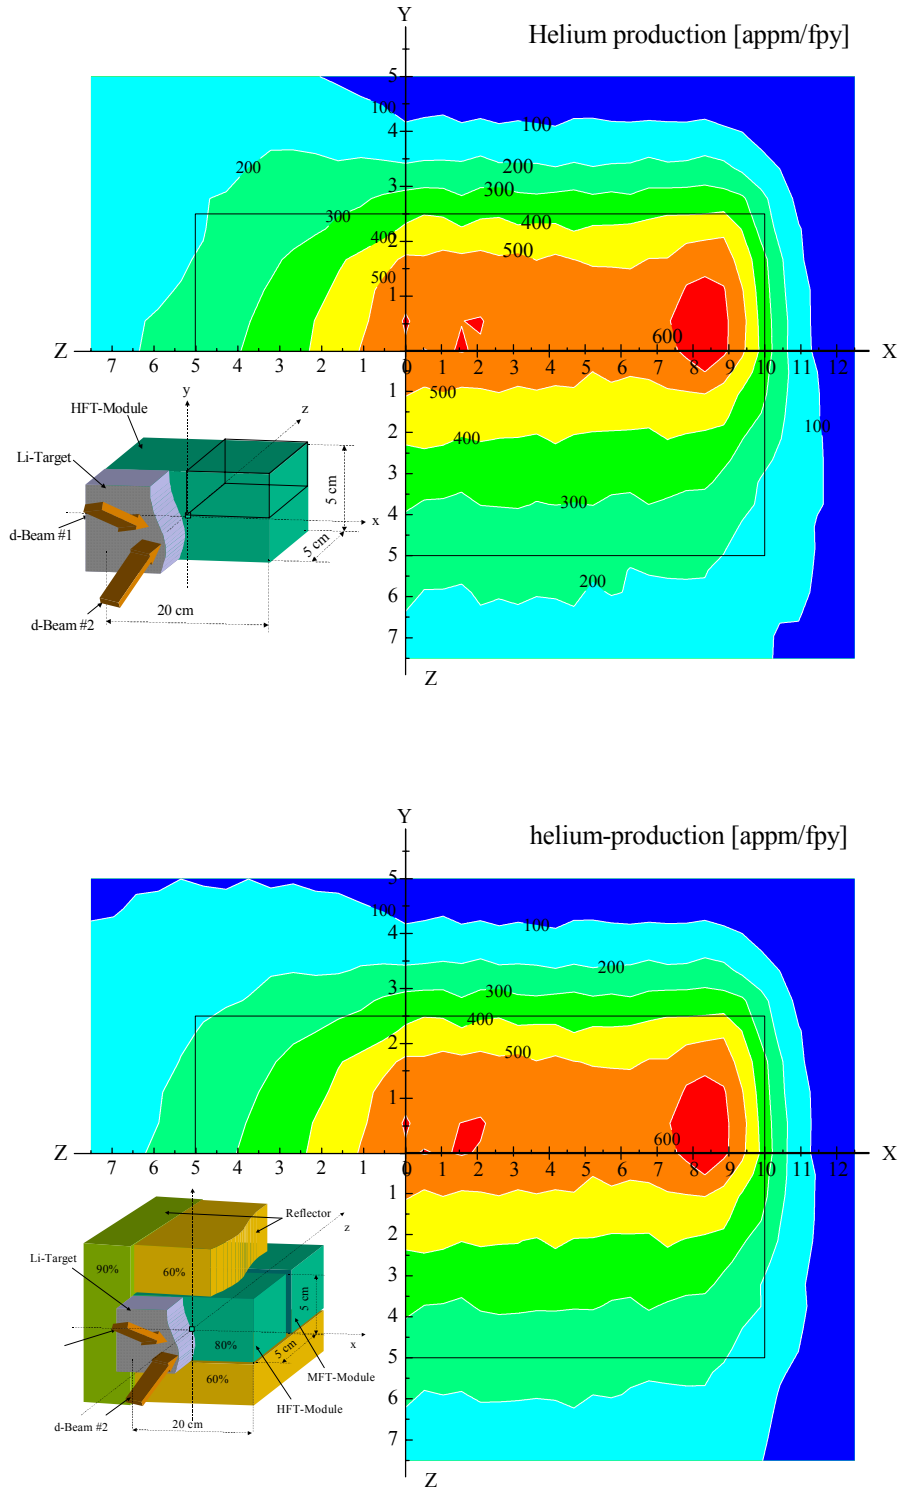 Y
Helium production [appm/fpy]
5
100
100
4
200
200
3
300
300
400
400
2
500
500
1
600
Z
X
7 6 5 4 3 2 1 0 1 2 3 4 5 6 7 8 9 10 11 12
1
500
100
2
400
3
300
4
5
200
6
7
Z
y
HFT-Module
z
Li-Target
5 cm
x
d-Beam #1
5 cm
20 cm
d-Beam #2
Y
helium-production [appm/fpy]
5
100
100
4
200
3
300
400
2
500
1
600
Z
X
7 6 5 4 3 2 1 0 1 2 3 4 5 6 7 8 9 10 11 12
1
2
3
4
5
6
7
Z
Reflector
z
Li-Target
90%
60%
5 cm
x
80%
5 cm
60%
MFT-Module
HFT-Module
20 cm
d-Beam #2